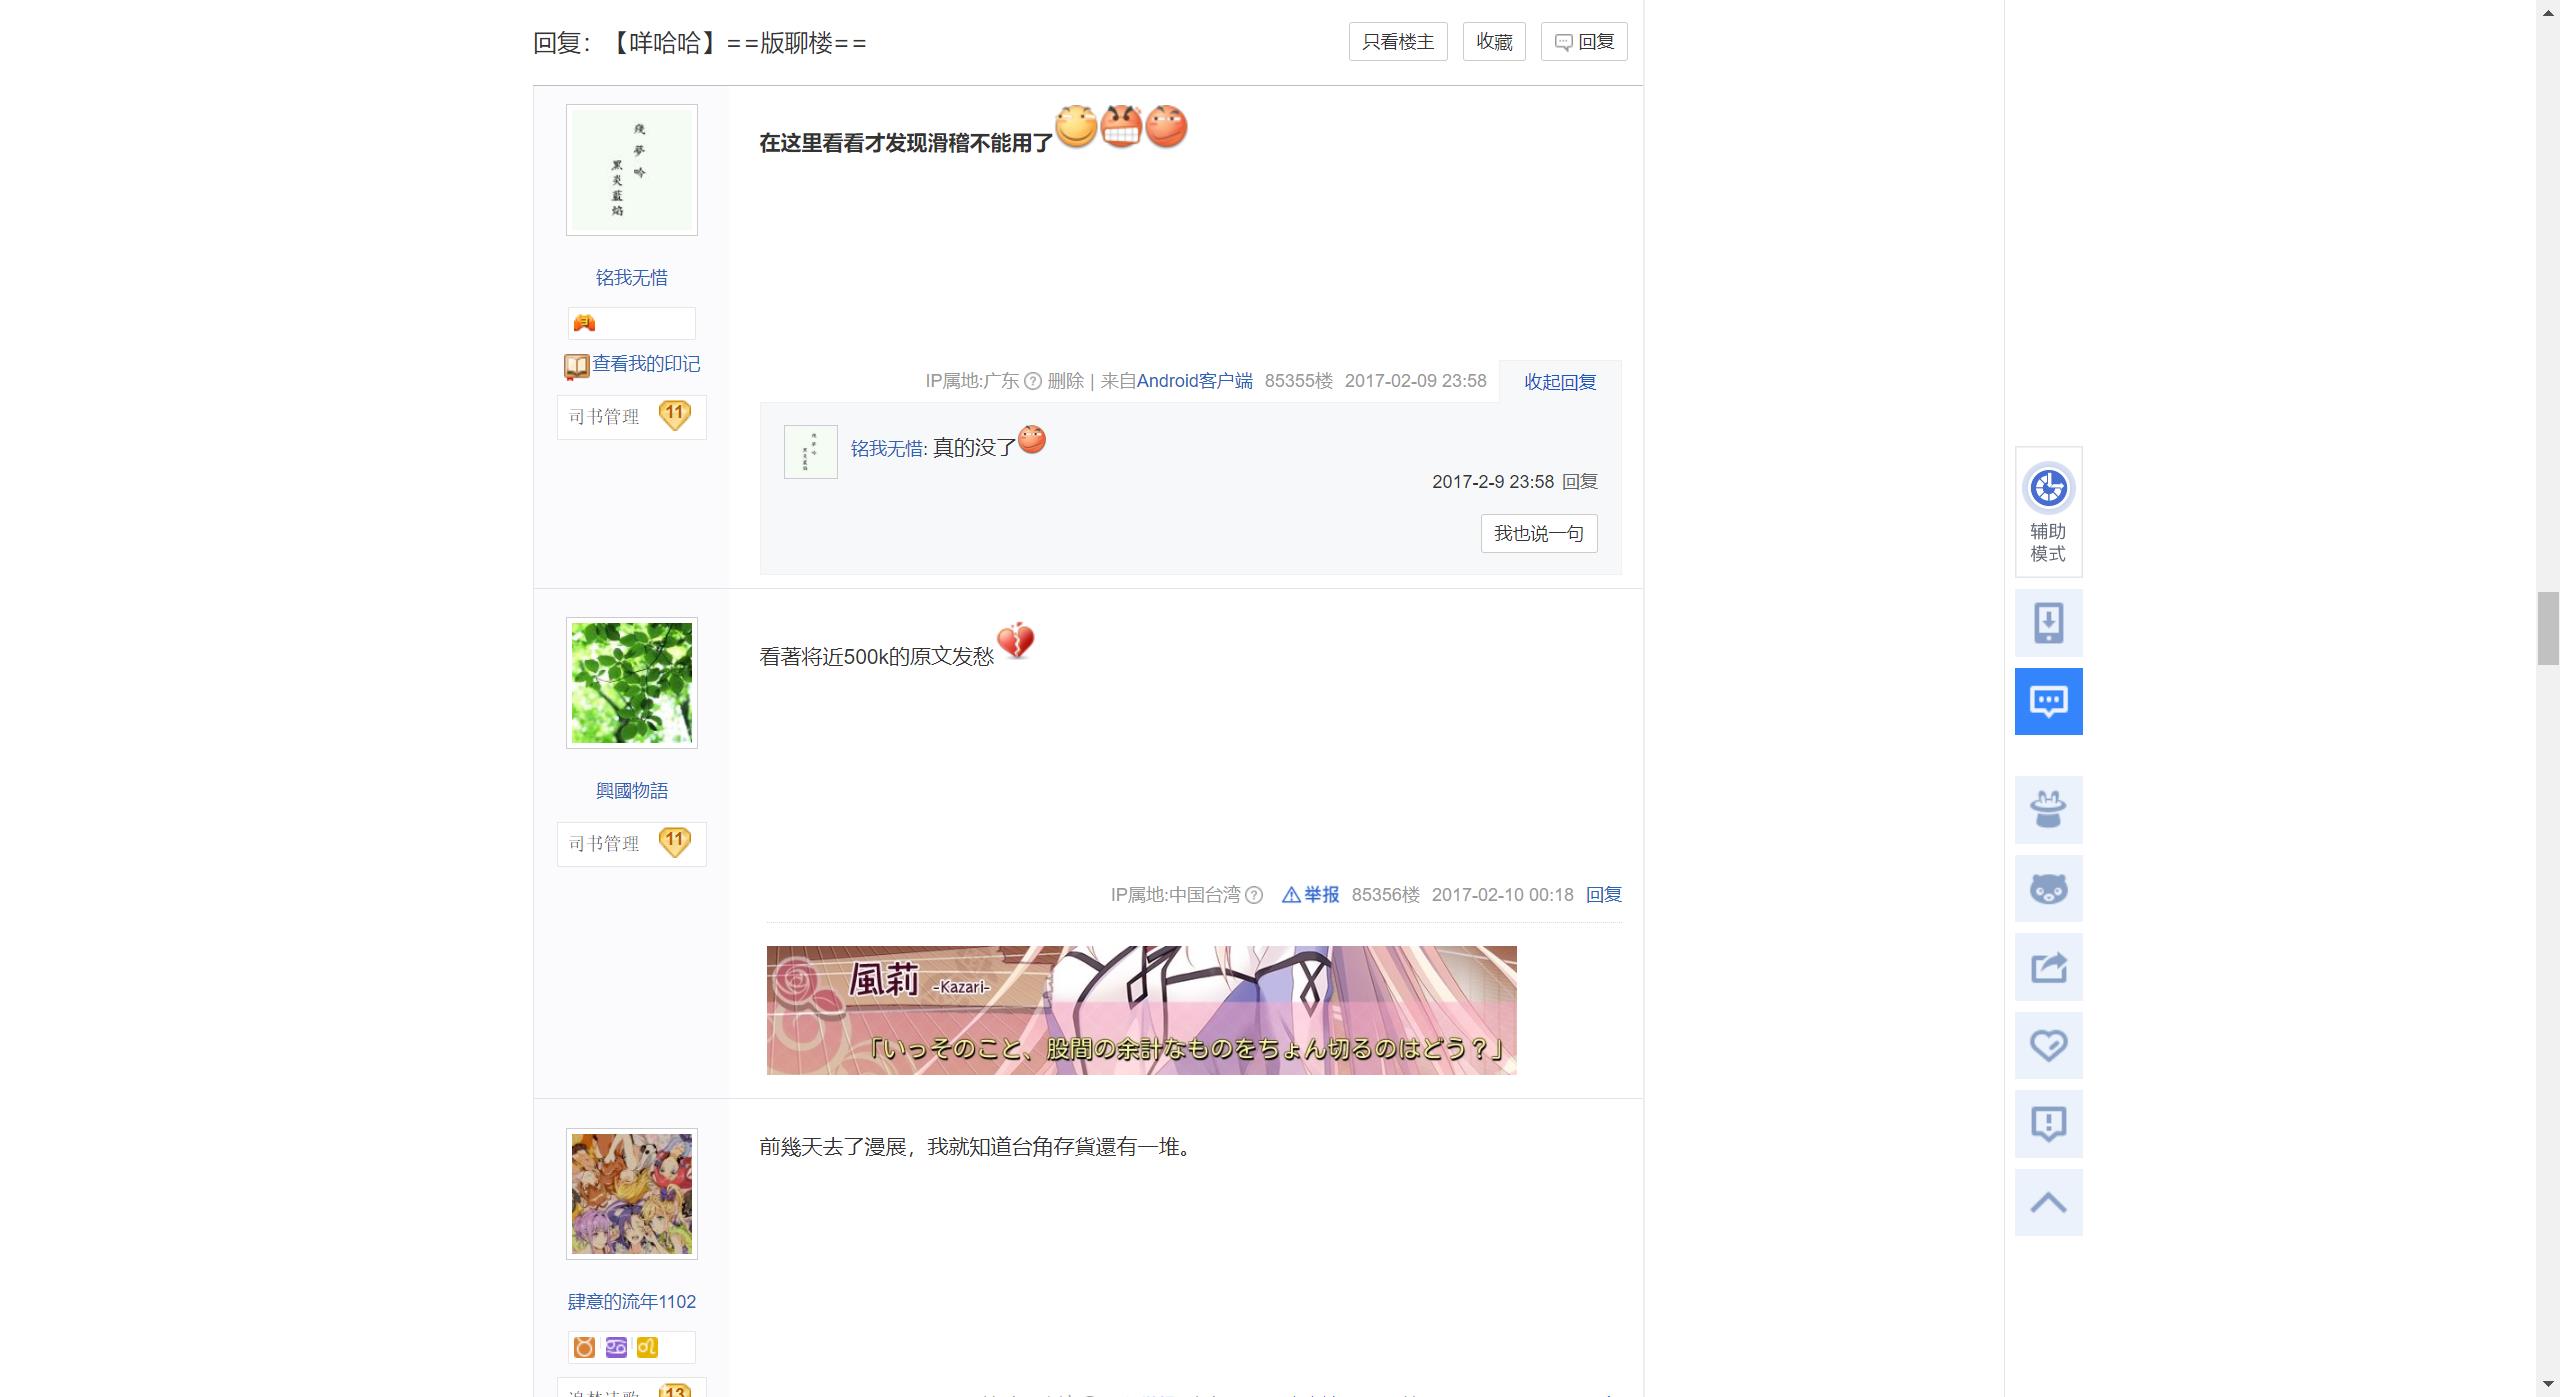 回复：【咩哈哈】==版聊楼==
只看楼主
收藏
回复
殘夢吟
黑炎藍焰
铭我无惜
3
查看我的印记
司书管理 11
在这里看看才发现滑稽不能用了
IP属地:广东 删除 | 来自Android客户端 85355楼 2017-02-09 23:58 收起回复
铭我无惜: 真的没了
2017-2-9 23:58 回复
我也说一句
興國物語
司书管理 11
看著将近500k的原文发愁
IP属地:中国台湾 举报 85356楼 2017-02-10 00:18 回复
風莉 -Kazari-
「いっそのこと、股間の余計なものをちょん切るのはどう？」
肆意的流年1102
13
前幾天去了漫展，我就知道台角存貨還有一堆。
辅助
模式